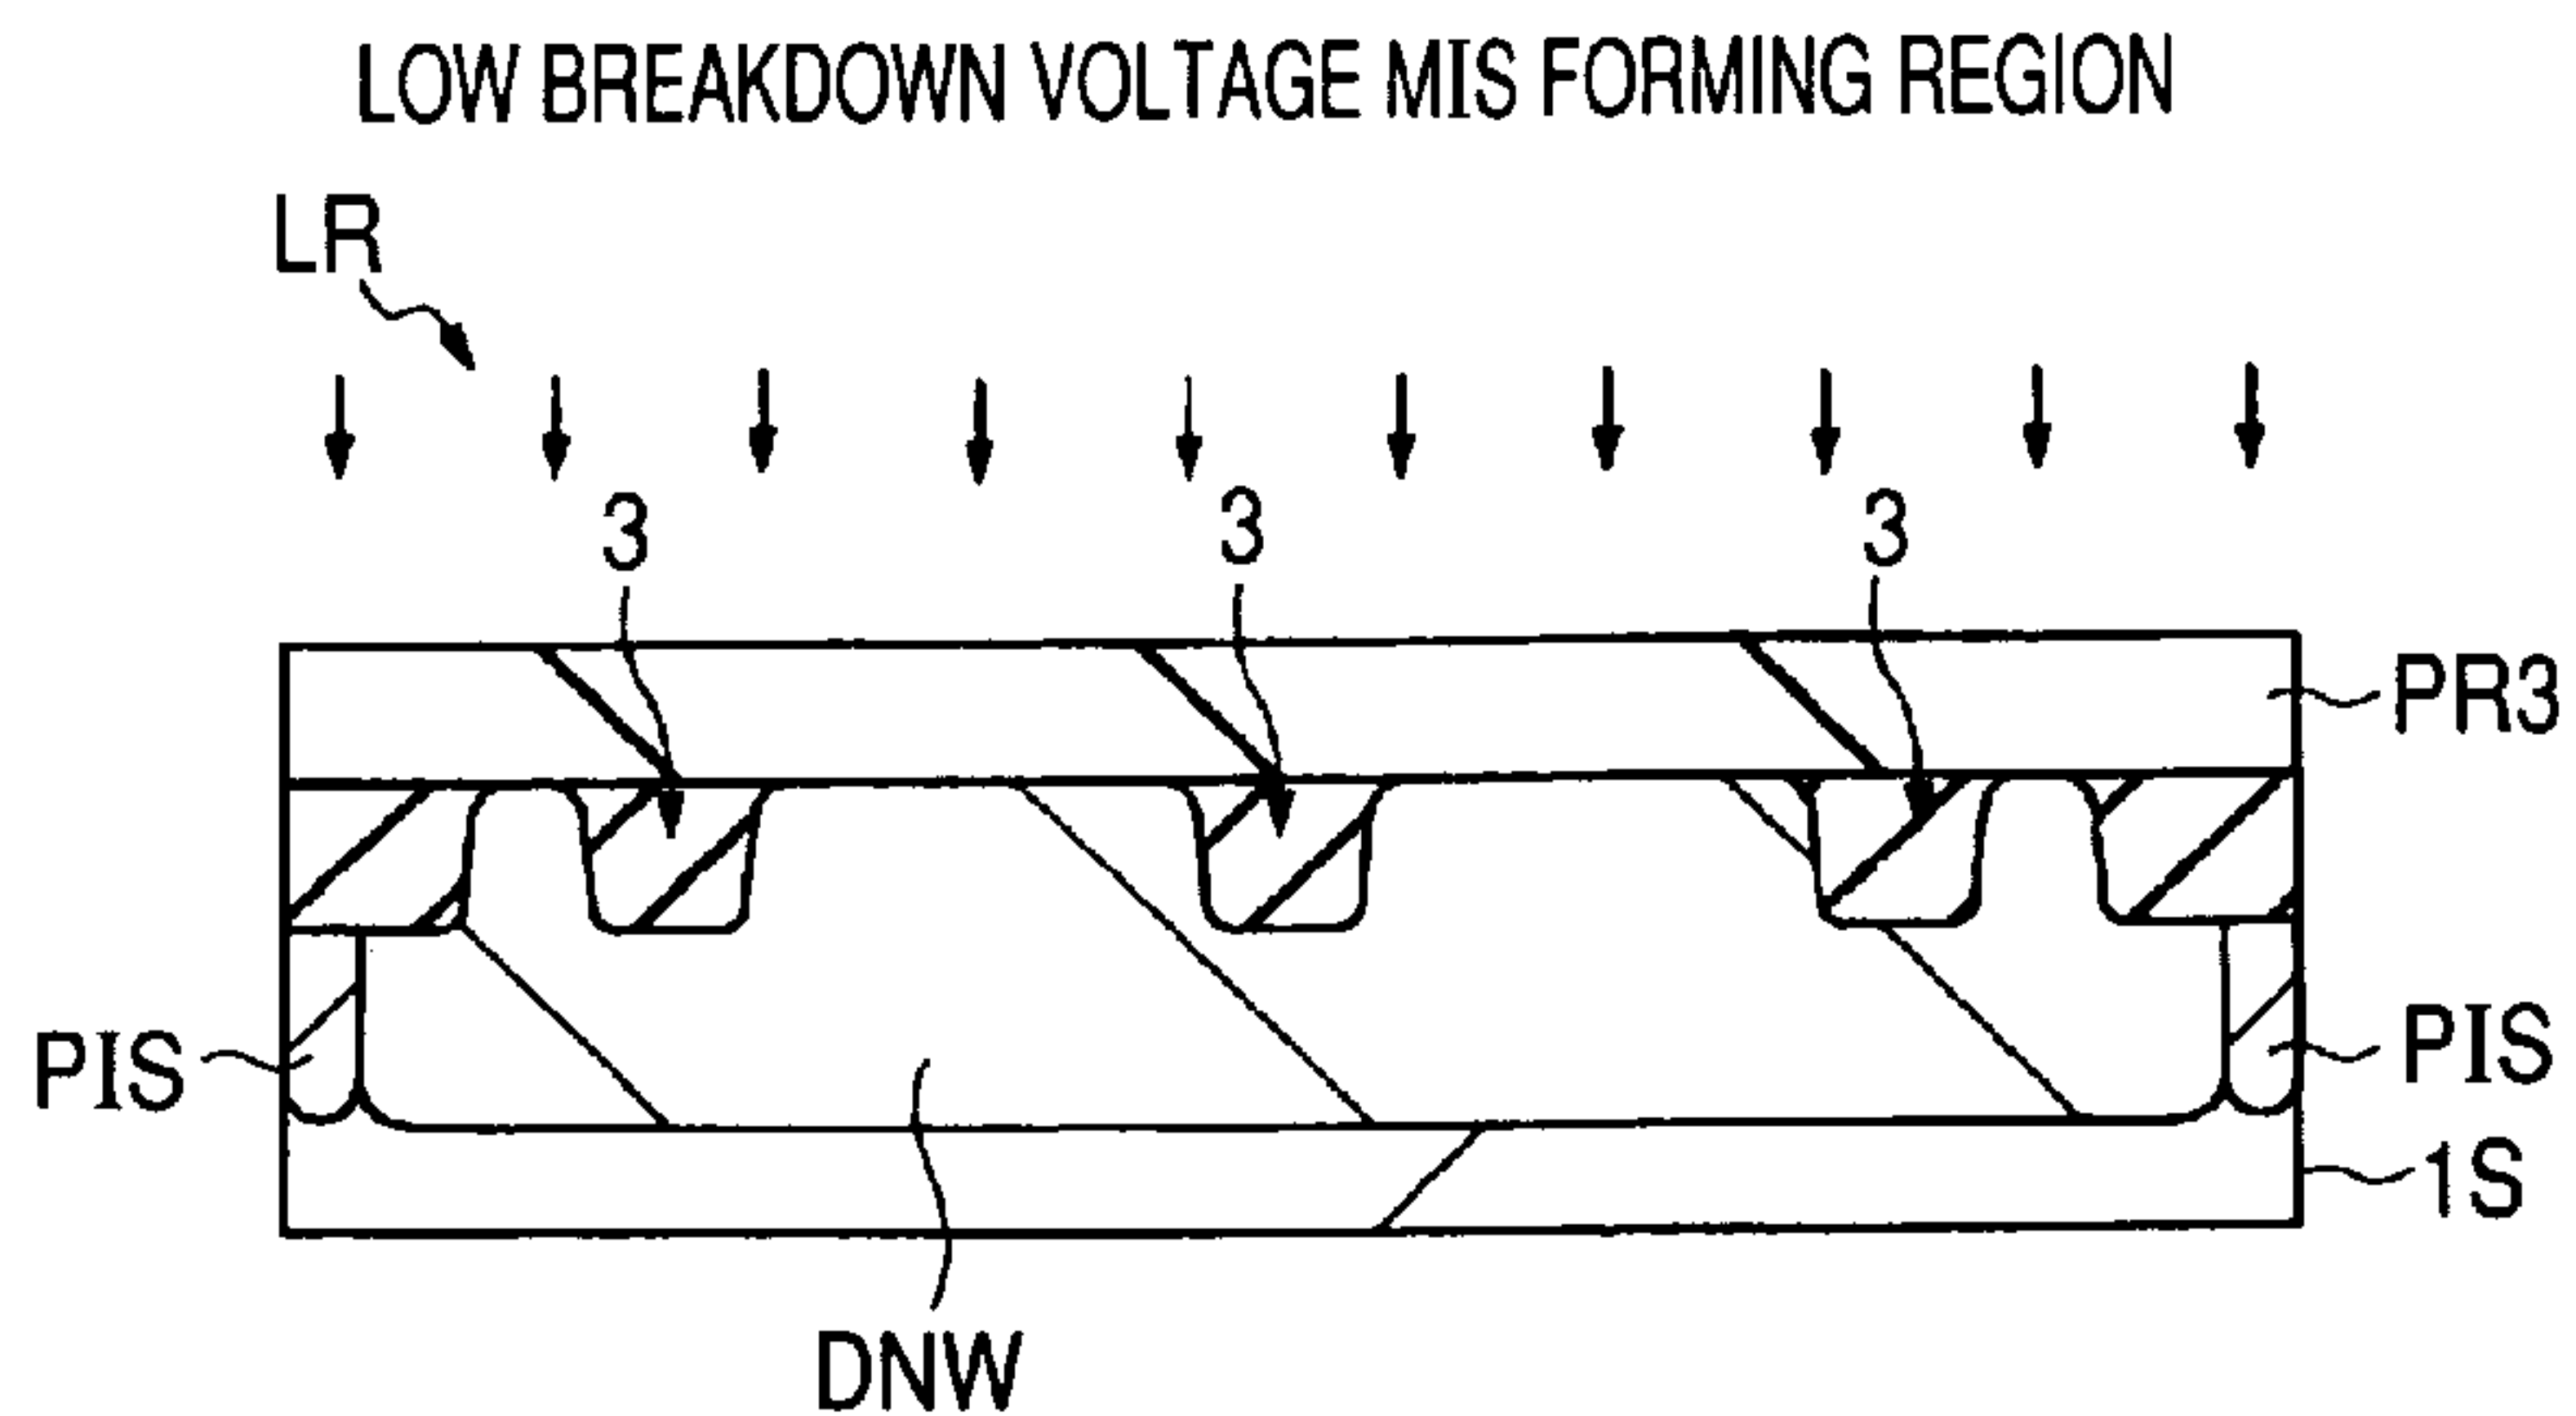 LOW BREAKDOWN VOLTAGE MIS FORMING REGION
LR
3 3 3
PR3
PIS PIS
1S
DNW